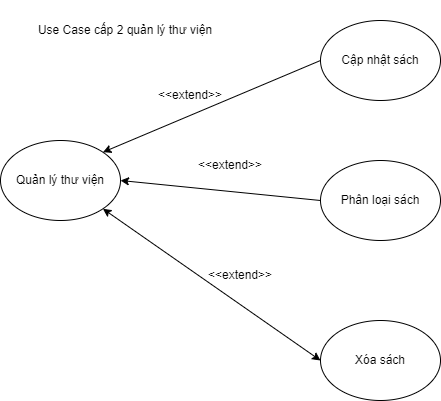 Use Case cấp 2 quản lý thư viện
Cập nhật sách
<<extend>>
<<extend>>
Quản lý thư viện
Phân loại sách
<<extend>>
Xóa sách